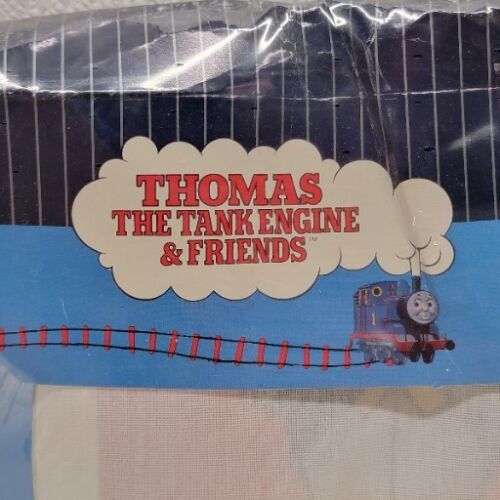 THOMAS
THE TANK ENGINE
& FRIENDS™
1